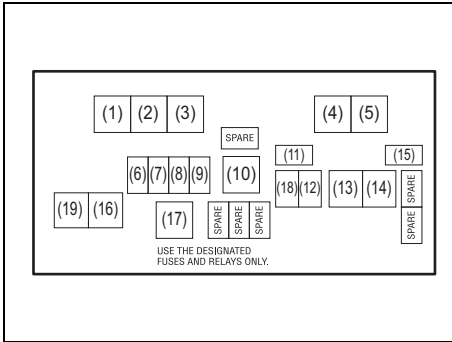 (1) (2) (3) (4) (5)
SPARE
(11) (15)
(6) (7) (8) (9) (10) (18) (12) (13) (14) SPARE
(19) (16) (17) SPARE SPARE SPARE SPARE
USE THE DESIGNATED
FUSES AND RELAYS ONLY.